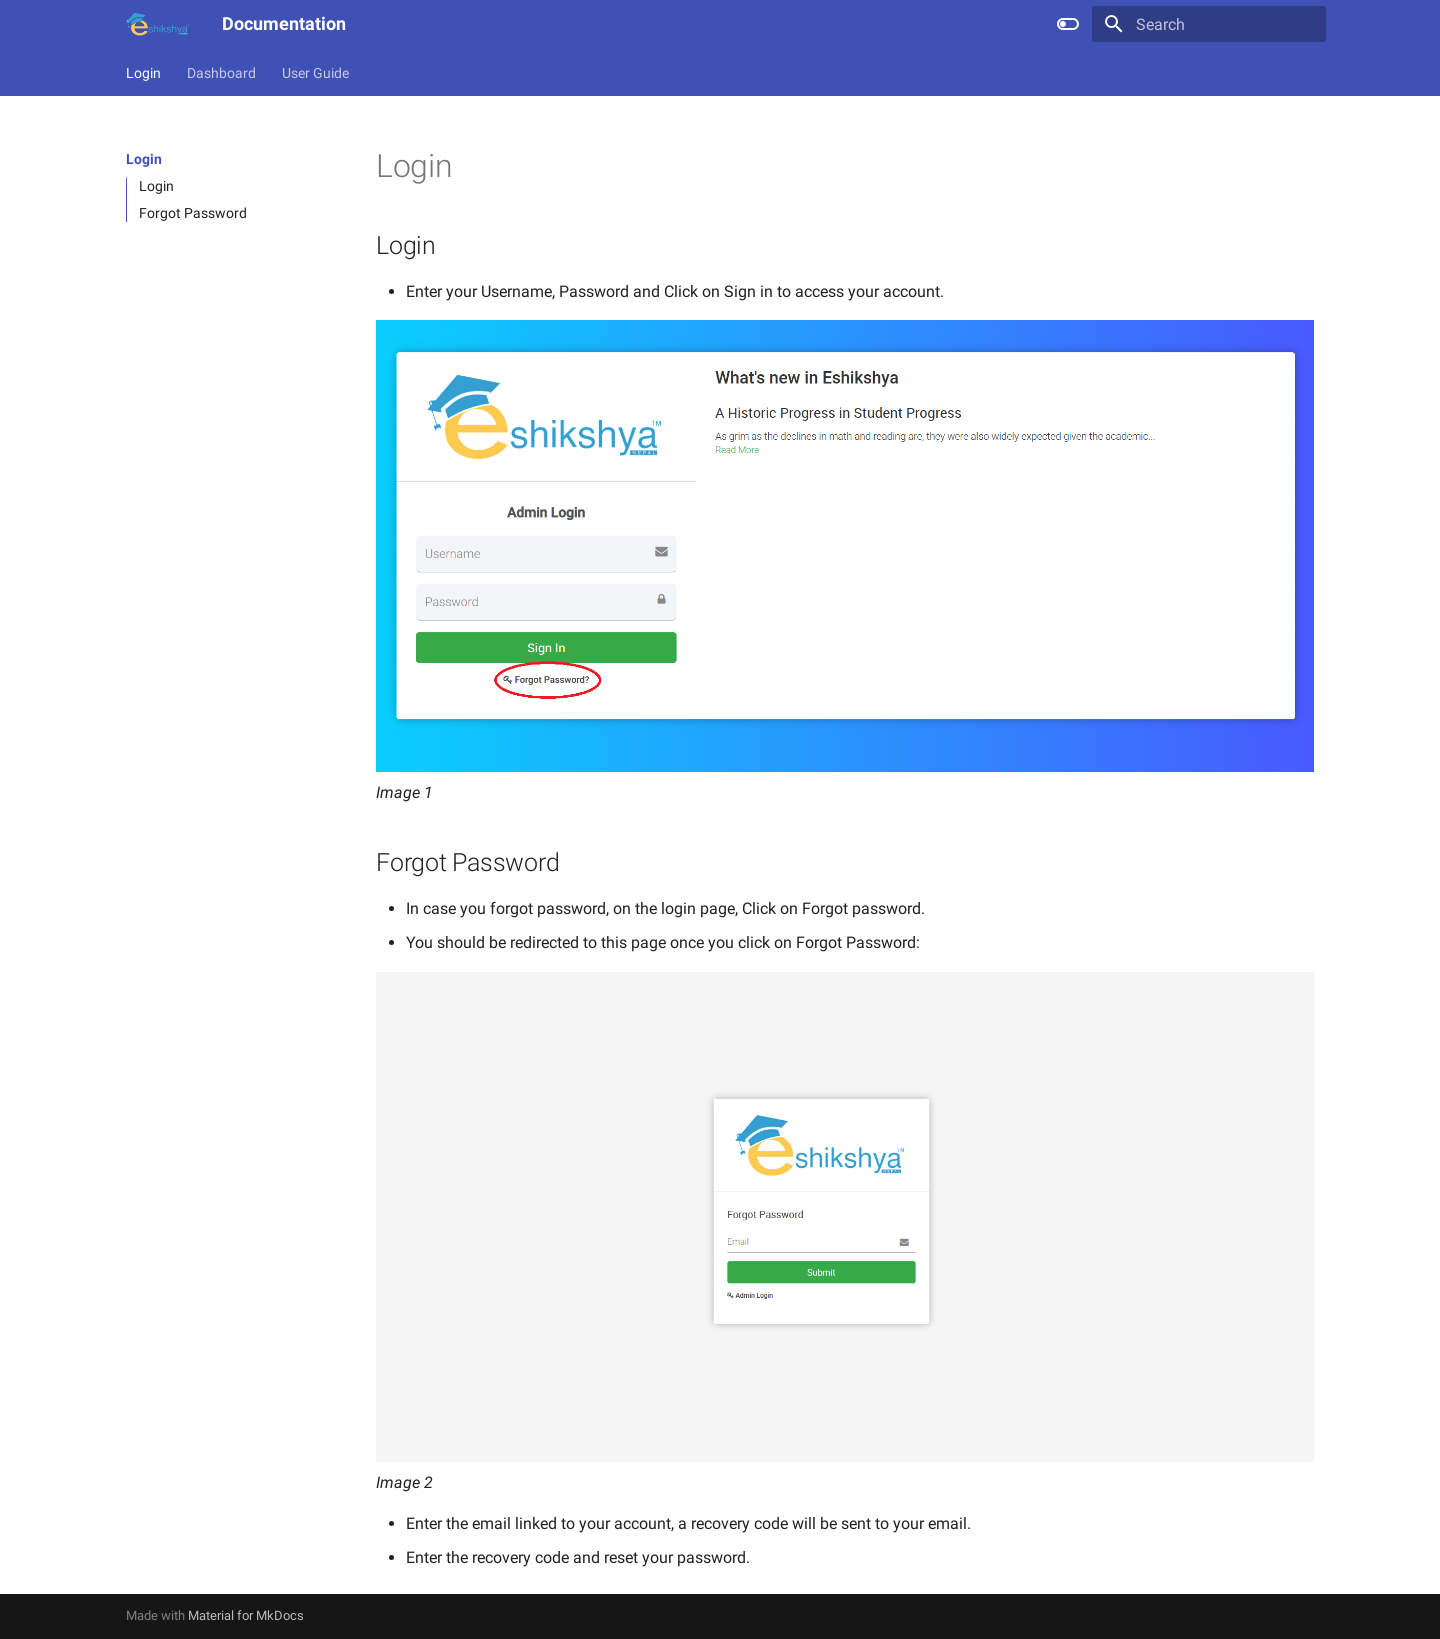 eshikshya
Documentation
Search
Login
Dashboard
User Guide
Login
Login
Forgot Password
Login
Login
Enter your Username, Password and Click on Sign in to access your account.
eshikshya™
NEPAL
What's new in Eshikshya
A Historic Progress in Student Progress
As grim as the declines in math and reading are, they were also widely expected given the academic...
Read More
Admin Login
Username
Password
Sign In
Forgot Password?
Image 1
Forgot Password
In case you forgot password, on the login page, Click on Forgot password.
You should be redirected to this page once you click on Forgot Password:
eshikshya™
NEPAL
Forgot Password
Email
Submit
Admin Login
Image 2
Enter the email linked to your account, a recovery code will be sent to your email.
Enter the recovery code and reset your password.
Made with Material for MkDocs